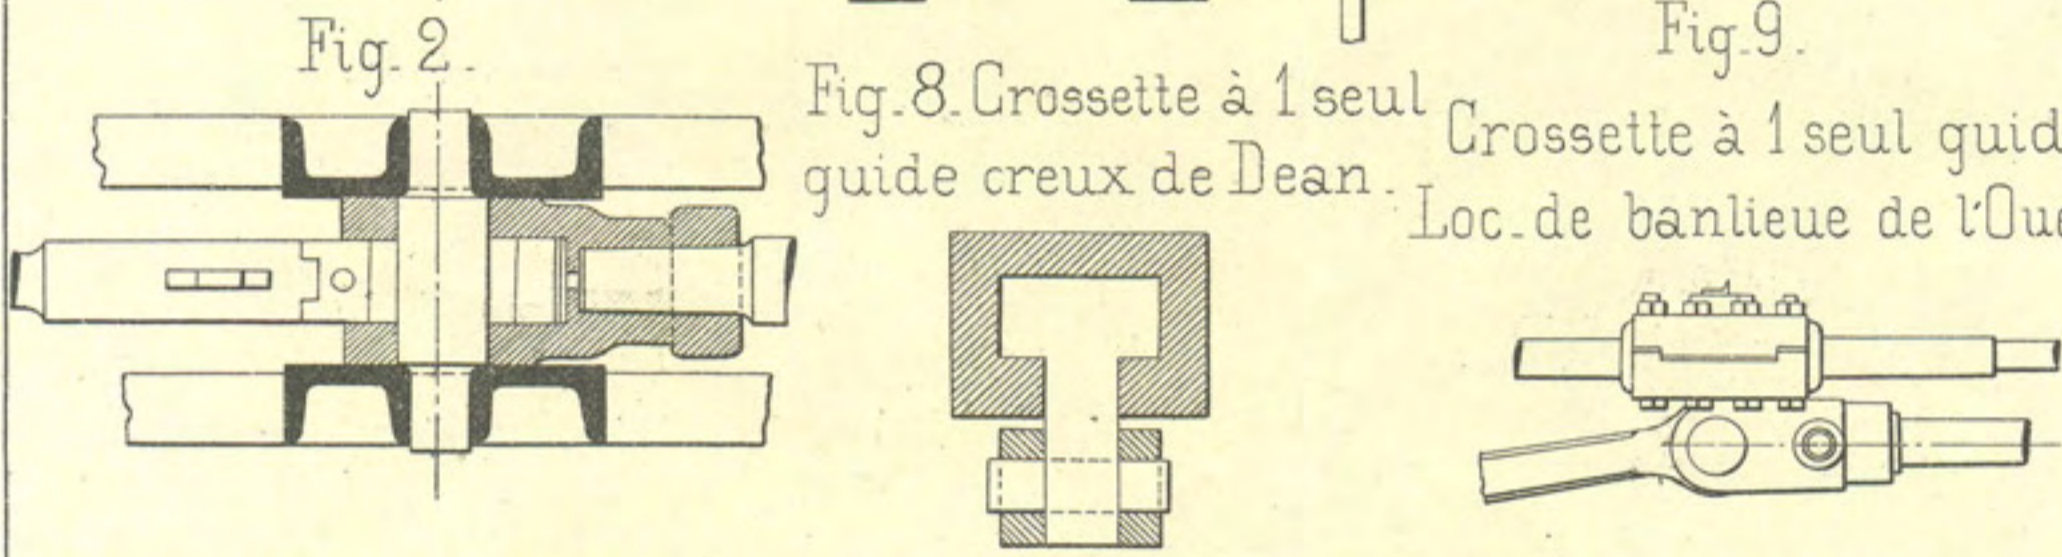 Fig. 2.
Fig. 8. Crossette à 1 seul
guide creux de Dean.
Fig. 9.
Crossette à 1 seul guid
Loc. de banlieue de l'Oue